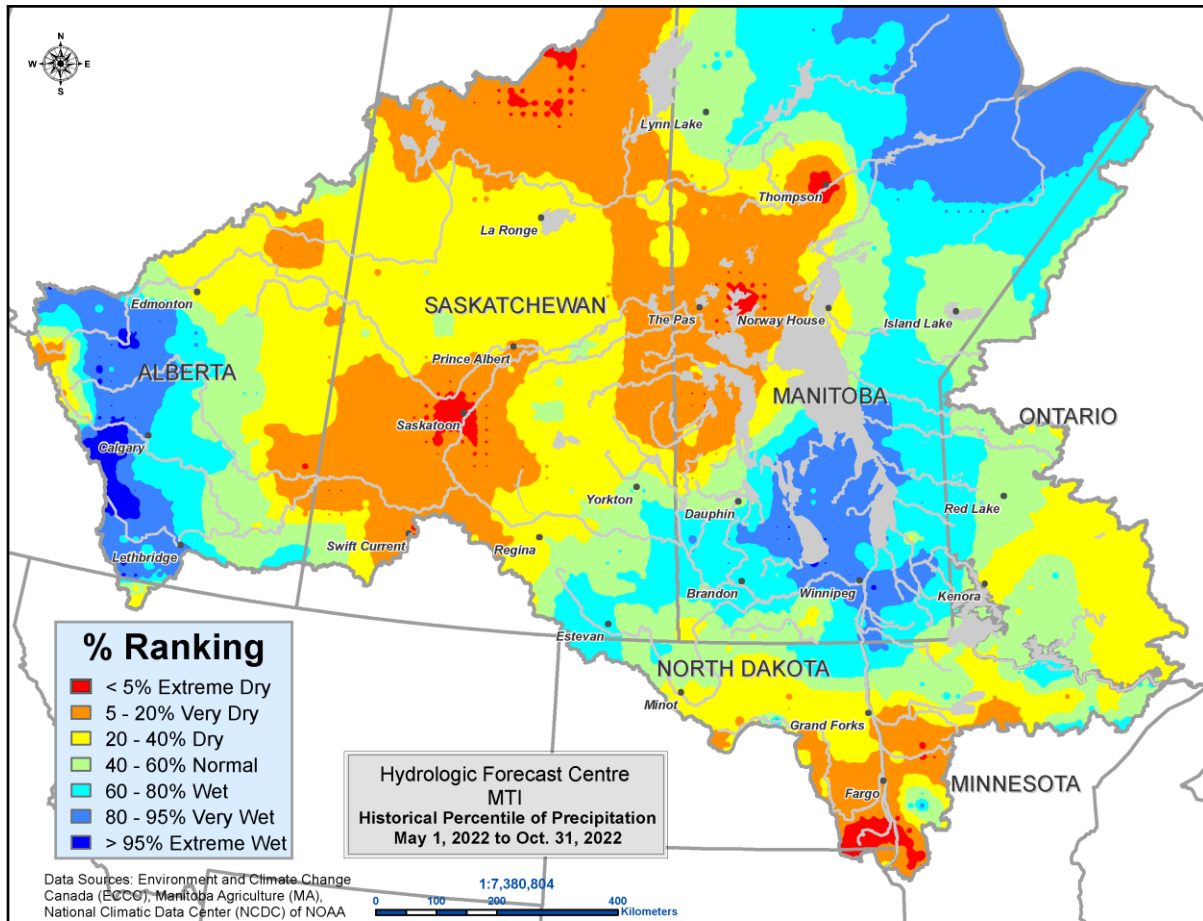 N
W E
S
Lynn Lake
Thompson
La Ronge
Edmonton
SASKATCHEWAN
The Pas
Norway House
Island Lake
Prince Albert
ALBERTA
MANITOBA
ONTARIO
Saskatoon
Calgary
Yorkton
Dauphin
Red Lake
Swift Current
Regina
Lethbridge
Brandon
Winnipeg
Kenora
Estevan
NORTH DAKOTA
Minot
Grand Forks
MINNESOTA
Fargo
% Ranking
< 5% Extreme Dry
5 - 20% Very Dry
20 - 40% Dry
40 - 60% Normal
60 - 80% Wet
80 - 95% Very Wet
> 95% Extreme Wet
Hydrologic Forecast Centre
MTI
Historical Percentile of Precipitation
May 1, 2022 to Oct. 31, 2022
Data Sources: Environment and Climate Change
Canada (ECCC), Manitoba Agriculture (MA),
National Climatic Data Center (NCDC) of NOAA
1:7,380,804
0 100 200 400
Kilometers